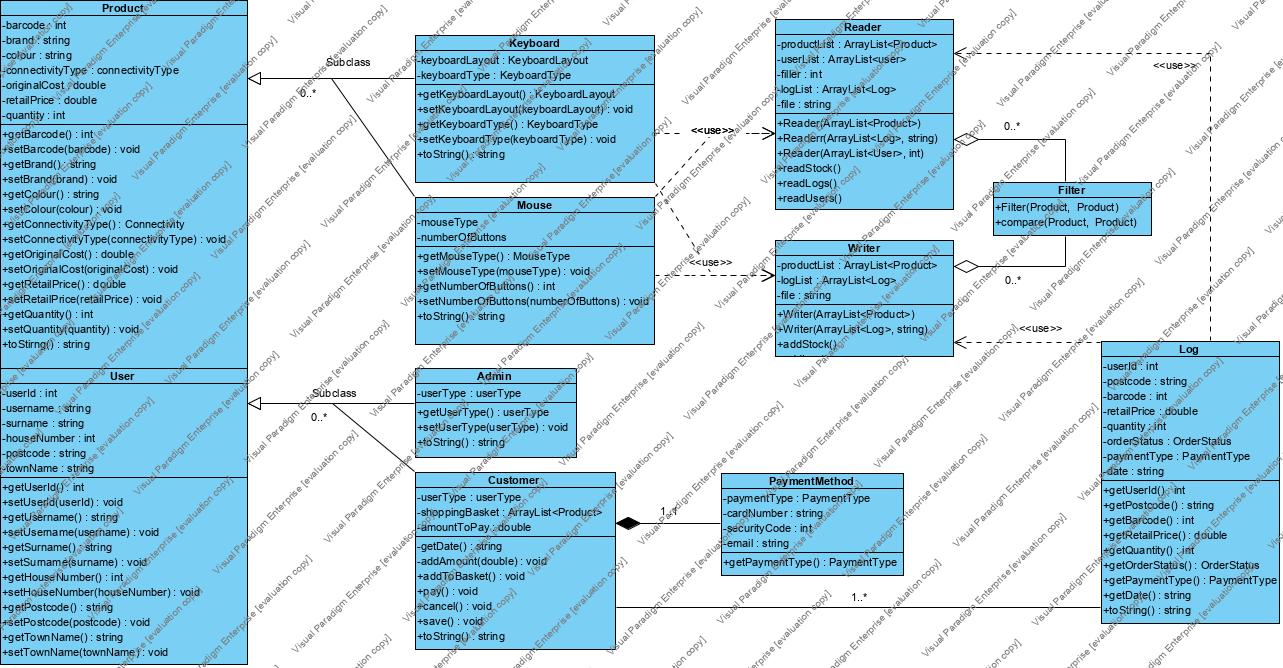 Product
-barcode : int
-brand : string
-colour : string
-connectivityType : connectivityType
-originalCost : double
-retailPrice : double
-quantity : int
+getBarcode() : int
+setBarcode(barcode) : void
+getBrand() : string
+setBrand(brand) : void
+getColour() : string
+setColour(colour) : void
+getConnectivityType() : Connectivity
+setConnectivityType(connectivityType) : void
+getOriginalCost() : double
+setOriginalCost(originalCost) : void
+getRetailPrice() : double
+setRetailPrice(retailPrice) : void
+getQuantity() : int
+setQuantity(quantity) : void
+toString() : string
Subclass
0..*
Keyboard
-keyboardLayout : KeyboardLayout
-keyboardType : KeyboardType
+getKeyboardLayout() : KeyboardLayout
+setKeyboardLayout(keyboardLayout) : void
+getKeyboardType() : KeyboardType
+setKeyboardType(keyboardType) : void
+toString() : string
Mouse
-mouseType
-numberOfButtons
+getMouseType() : MouseType
+setMouseType(mouseType) : void
+getNumberOfButtons() : int
+setNumberOfButtons(numberOfButtons) : void
+toString() : string
<<use>>
<<use>>
Reader
-productList : ArrayList<Product>
-userList : ArrayList<user>
-filler : int
-logList : ArrayList<Log>
-file : string
+Reader(ArrayList<Product>)
+Readerr(ArrayList<Log>, string)
+Reader(ArrayList<User>, int)
+readStock()
+readLogs()
+readUsers()
Writer
-productList : ArrayList<Product>
-logList : ArrayList<Log>
-file : string
+Writer(ArrayList<Product>)
+Writer(ArrayList<Log>, string)
+addStock()
<<use>>
0..*
Filter
+Filter(Product, Product)
+compare(Product, Product)
0..*
<<use>>
User
-userId : int
-username : string
-surname : string
-houseNumber : int
-postcode : string
-townName : string
+getUserId() : int
+setUserId(userId) : void
+getUsername() : string
+setUsername(username) : void
+getSurname() : string
+setSurname(surname) : void
+getHouseNumber() : int
+setHouseNumber(houseNumber) : void
+getPostcode() : string
+setPostcode(postcode) : void
+getTownName() : string
+setTownName(townName) : void
Subclass
0..*
Admin
-userType : userType
+getUserType() : userType
+setUserType(userType) : void
+toString() : string
Customer
-userType : userType
-shoppingBasket : ArrayList<Product>
-amountToPay : double
-getDate() : string
-addAmount(double) : void
+addToBasket() : void
+pay() : void
+cancel() : void
+save() : void
+toString() : string
1..1
PaymentMethod
-paymentType : PaymentType
-cardNumber : string
-securityCode : int
-email : string
+getPaymentType() : PaymentType
1..*
Log
-userId : int
-postcode : string
-barcode : int
-retailPrice : double
-quantity : int
-orderStatus : OrderStatus
-paymentType : PaymentType
-date : string
+getUserId() : int
+getPostcode() : string
+getBarcode() : int
+getRetailPrice() : double
+getQuantity() : int
+getOrderStatus() : OrderStatus
+getPaymentType() : PaymentType
+getDate() : string
+toString() : string
Visual Paradigm Enterprise [evaluation copy]